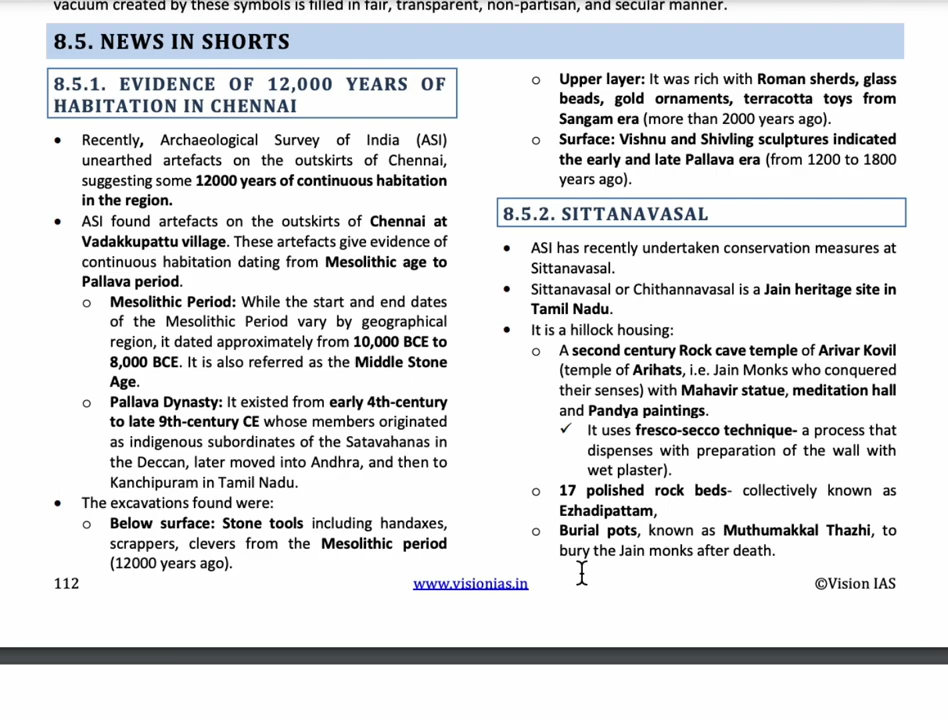 vacuum created by these symbols is filled in fair, transparent, non-partisan, and secular manner.
8.5. NEWS IN SHORTS
8.5.1. EVIDENCE OF 12,000 YEARS OF
HABITATION IN CHENNAI
• Recently, Archaeological Survey of India (ASI)
unearthed artefacts on the outskirts of Chennai,
suggesting some 12000 years of continuous habitation
in the region.
• ASI found artefacts on the outskirts of Chennai at
Vadakkupattu village. These artefacts give evidence of
continuous habitation dating from Mesolithic age to
Pallava period.
o Mesolithic Period: While the start and end dates
of the Mesolithic Period vary by geographical
region, it dated approximately from 10,000 BCE to
8,000 BCE. It is also referred as the Middle Stone
Age.
o Pallava Dynasty: It existed from early 4th-century
to late 9th-century CE whose members originated
as indigenous subordinates of the Satavahanas in
the Deccan, later moved into Andhra, and then to
Kanchipuram in Tamil Nadu.
• The excavations found were:
o Below surface: Stone tools including handaxes,
scrappers, clevers from the Mesolithic period
(12000 years ago).
o Upper layer: It was rich with Roman sherds, glass
beads, gold ornaments, terracotta toys from
Sangam era (more than 2000 years ago).
o Surface: Vishnu and Shivling sculptures indicated
the early and late Pallava era (from 1200 to 1800
years ago).
8.5.2. SITTANAVASAL
• ASI has recently undertaken conservation measures at
Sittanavasal.
• Sittanavasal or Chithannavasal is a Jain heritage site in
Tamil Nadu.
• It is a hillock housing:
o A second century Rock cave temple of Arivar Kovil
(temple of Arihats, i.e. Jain Monks who conquered
their senses) with Mahavir statue, meditation hall
and Pandya paintings.
✓ It uses fresco-secco technique- a process that
dispenses with preparation of the wall with
wet plaster).
o 17 polished rock beds- collectively known as
Ezhadipattam,
o Burial pots, known as Muthumakkal Thazhi, to
bury the Jain monks after death.
112 www.visionias.in ©Vision IAS